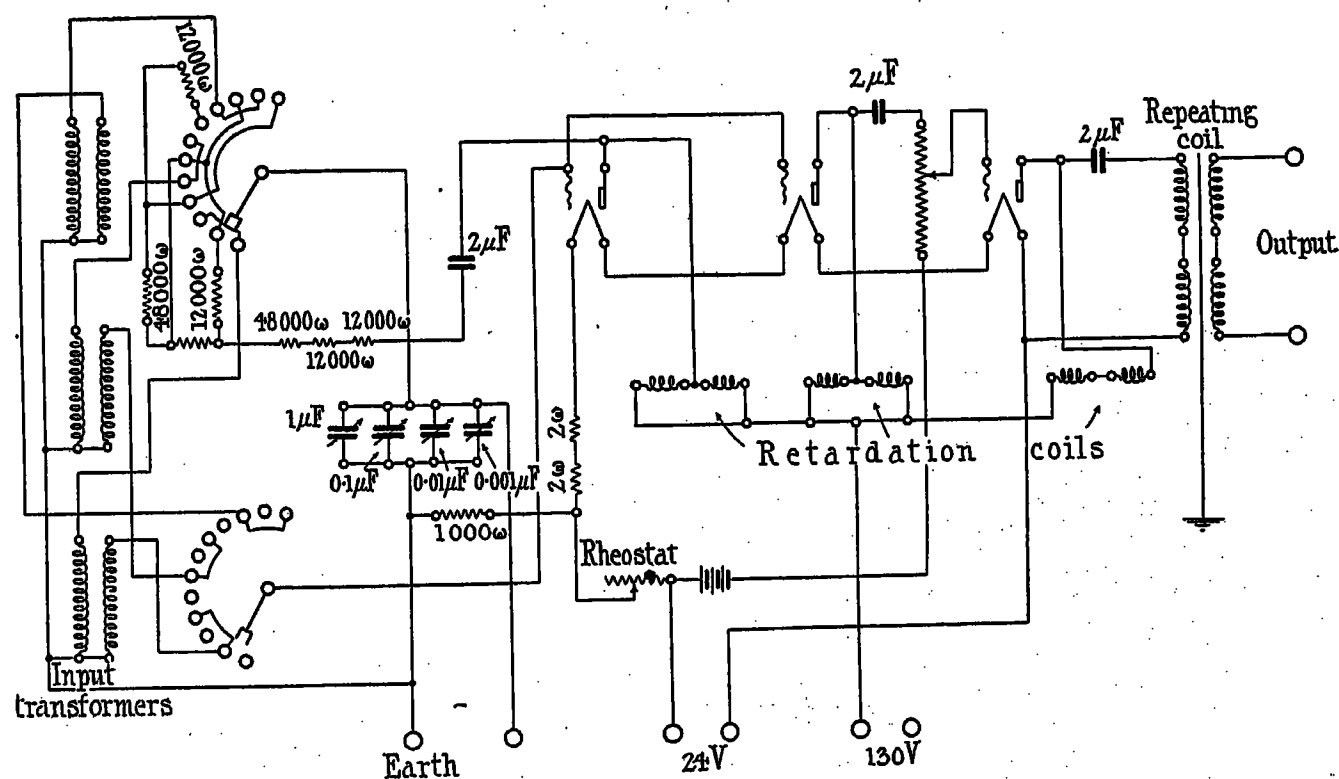 12000ω
2μF
Repeating
coil
2μF
Output
2μF
48000ω
12000ω
48000ω 12000ω
12000ω
1μF
0·1μF 0·01μF 0·001μF
1000ω
2ω
2ω
Retardation coils
Rheostat
Input
transformers
Earth
24V
130V